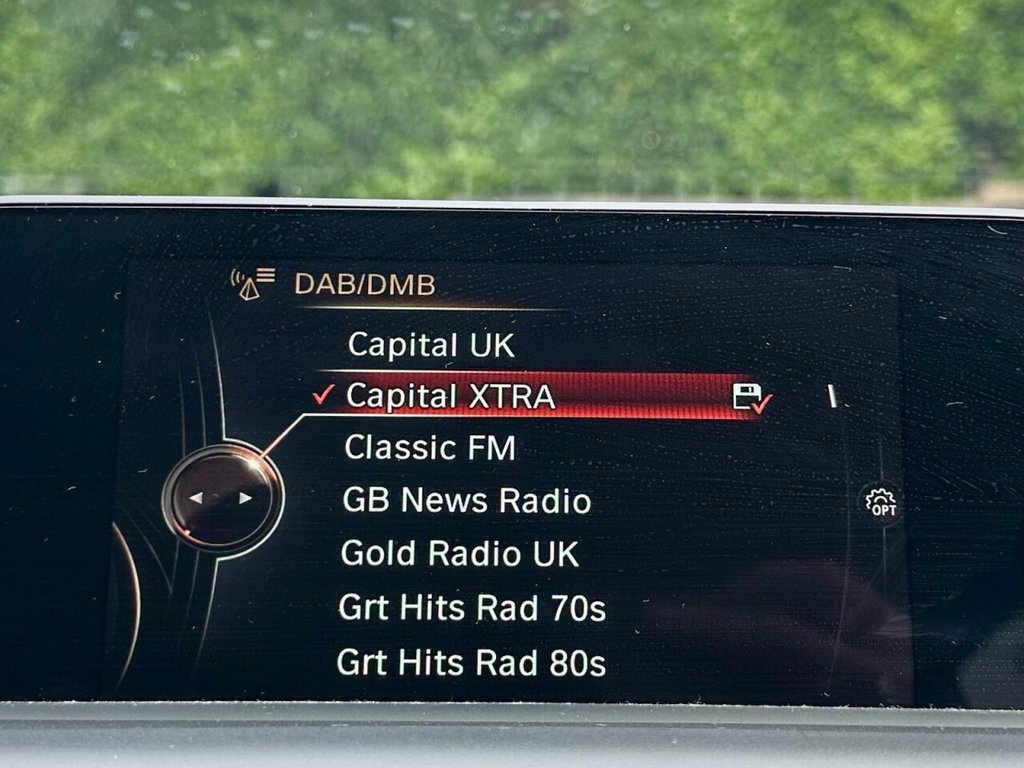 DAB/DMB
Capital UK
Capital XTRA
Classic FM
GB News Radio
OPT
Gold Radio UK
Grt Hits Rad 70s
Grt Hits Rad 80s